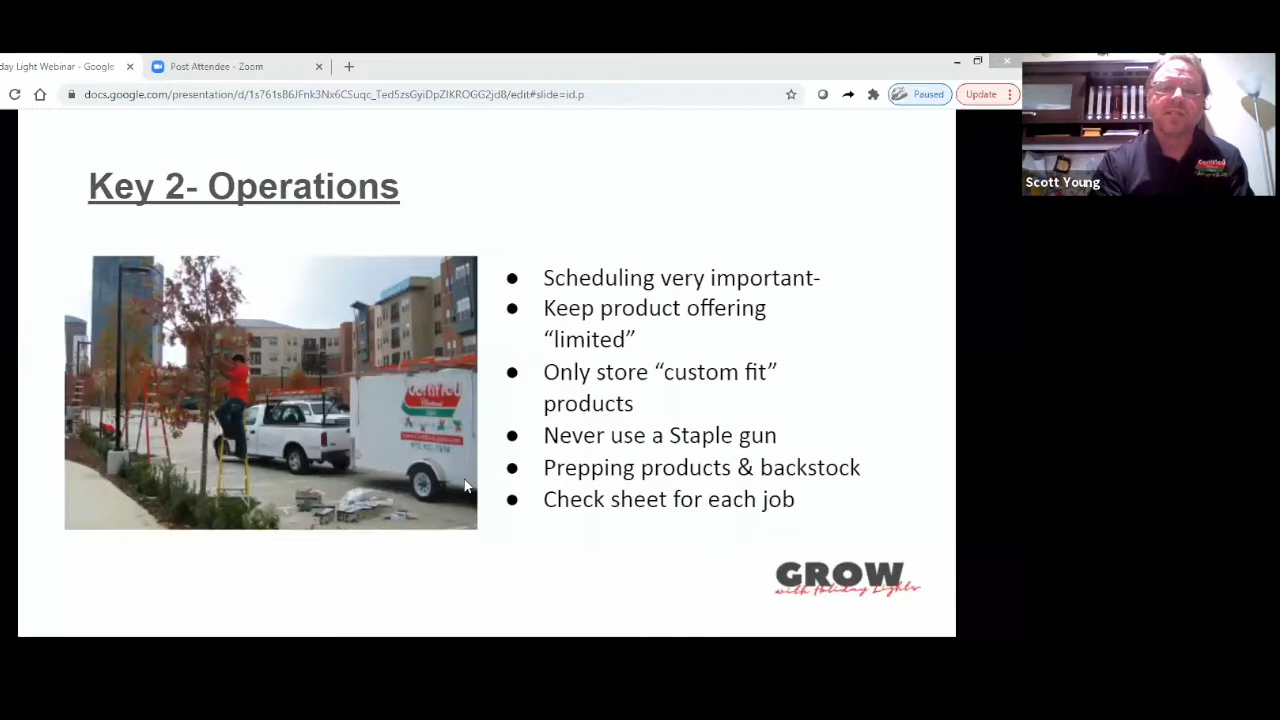 day Light Webinar - Google
Post Attendee - Zoom
docs.google.com/presentation/d/1s761sB6JFnk3Nx6CSuqc_Ted5zsGyiDpZIKROGG2jd8/edit#slide=id.p
Paused
Update
Certified
Scott Young
Key 2- Operations
Scheduling very important-
Keep product offering
“limited”
Only store “custom fit”
products
Never use a Staple gun
Prepping products & backstock
Check sheet for each job
Certified
GROW
with Holiday Lights